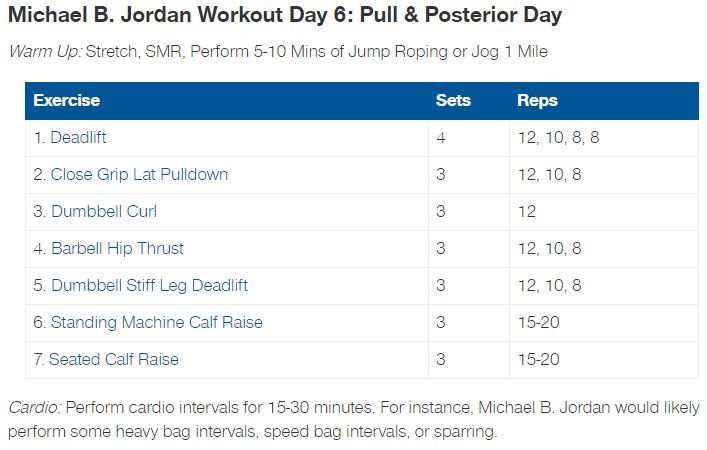 Michael B. Jordan Workout Day 6: Pull & Posterior Day
Warm Up: Stretch, SMR, Perform 5-10 Mins of Jump Roping or Jog 1 Mile
Exercise Sets Reps
1. Deadlift 4 12, 10, 8, 8
2. Close Grip Lat Pulldown 3 12, 10, 8
3. Dumbbell Curl 3 12
4. Barbell Hip Thrust 3 12, 10, 8
5. Dumbbell Stiff Leg Deadlift 3 12, 10, 8
6. Standing Machine Calf Raise 3 15-20
7. Seated Calf Raise 3 15-20
Cardio: Perform cardio intervals for 15-30 minutes. For instance, Michael B. Jordan would likely
perform some heavy bag intervals, speed bag intervals, or sparring.